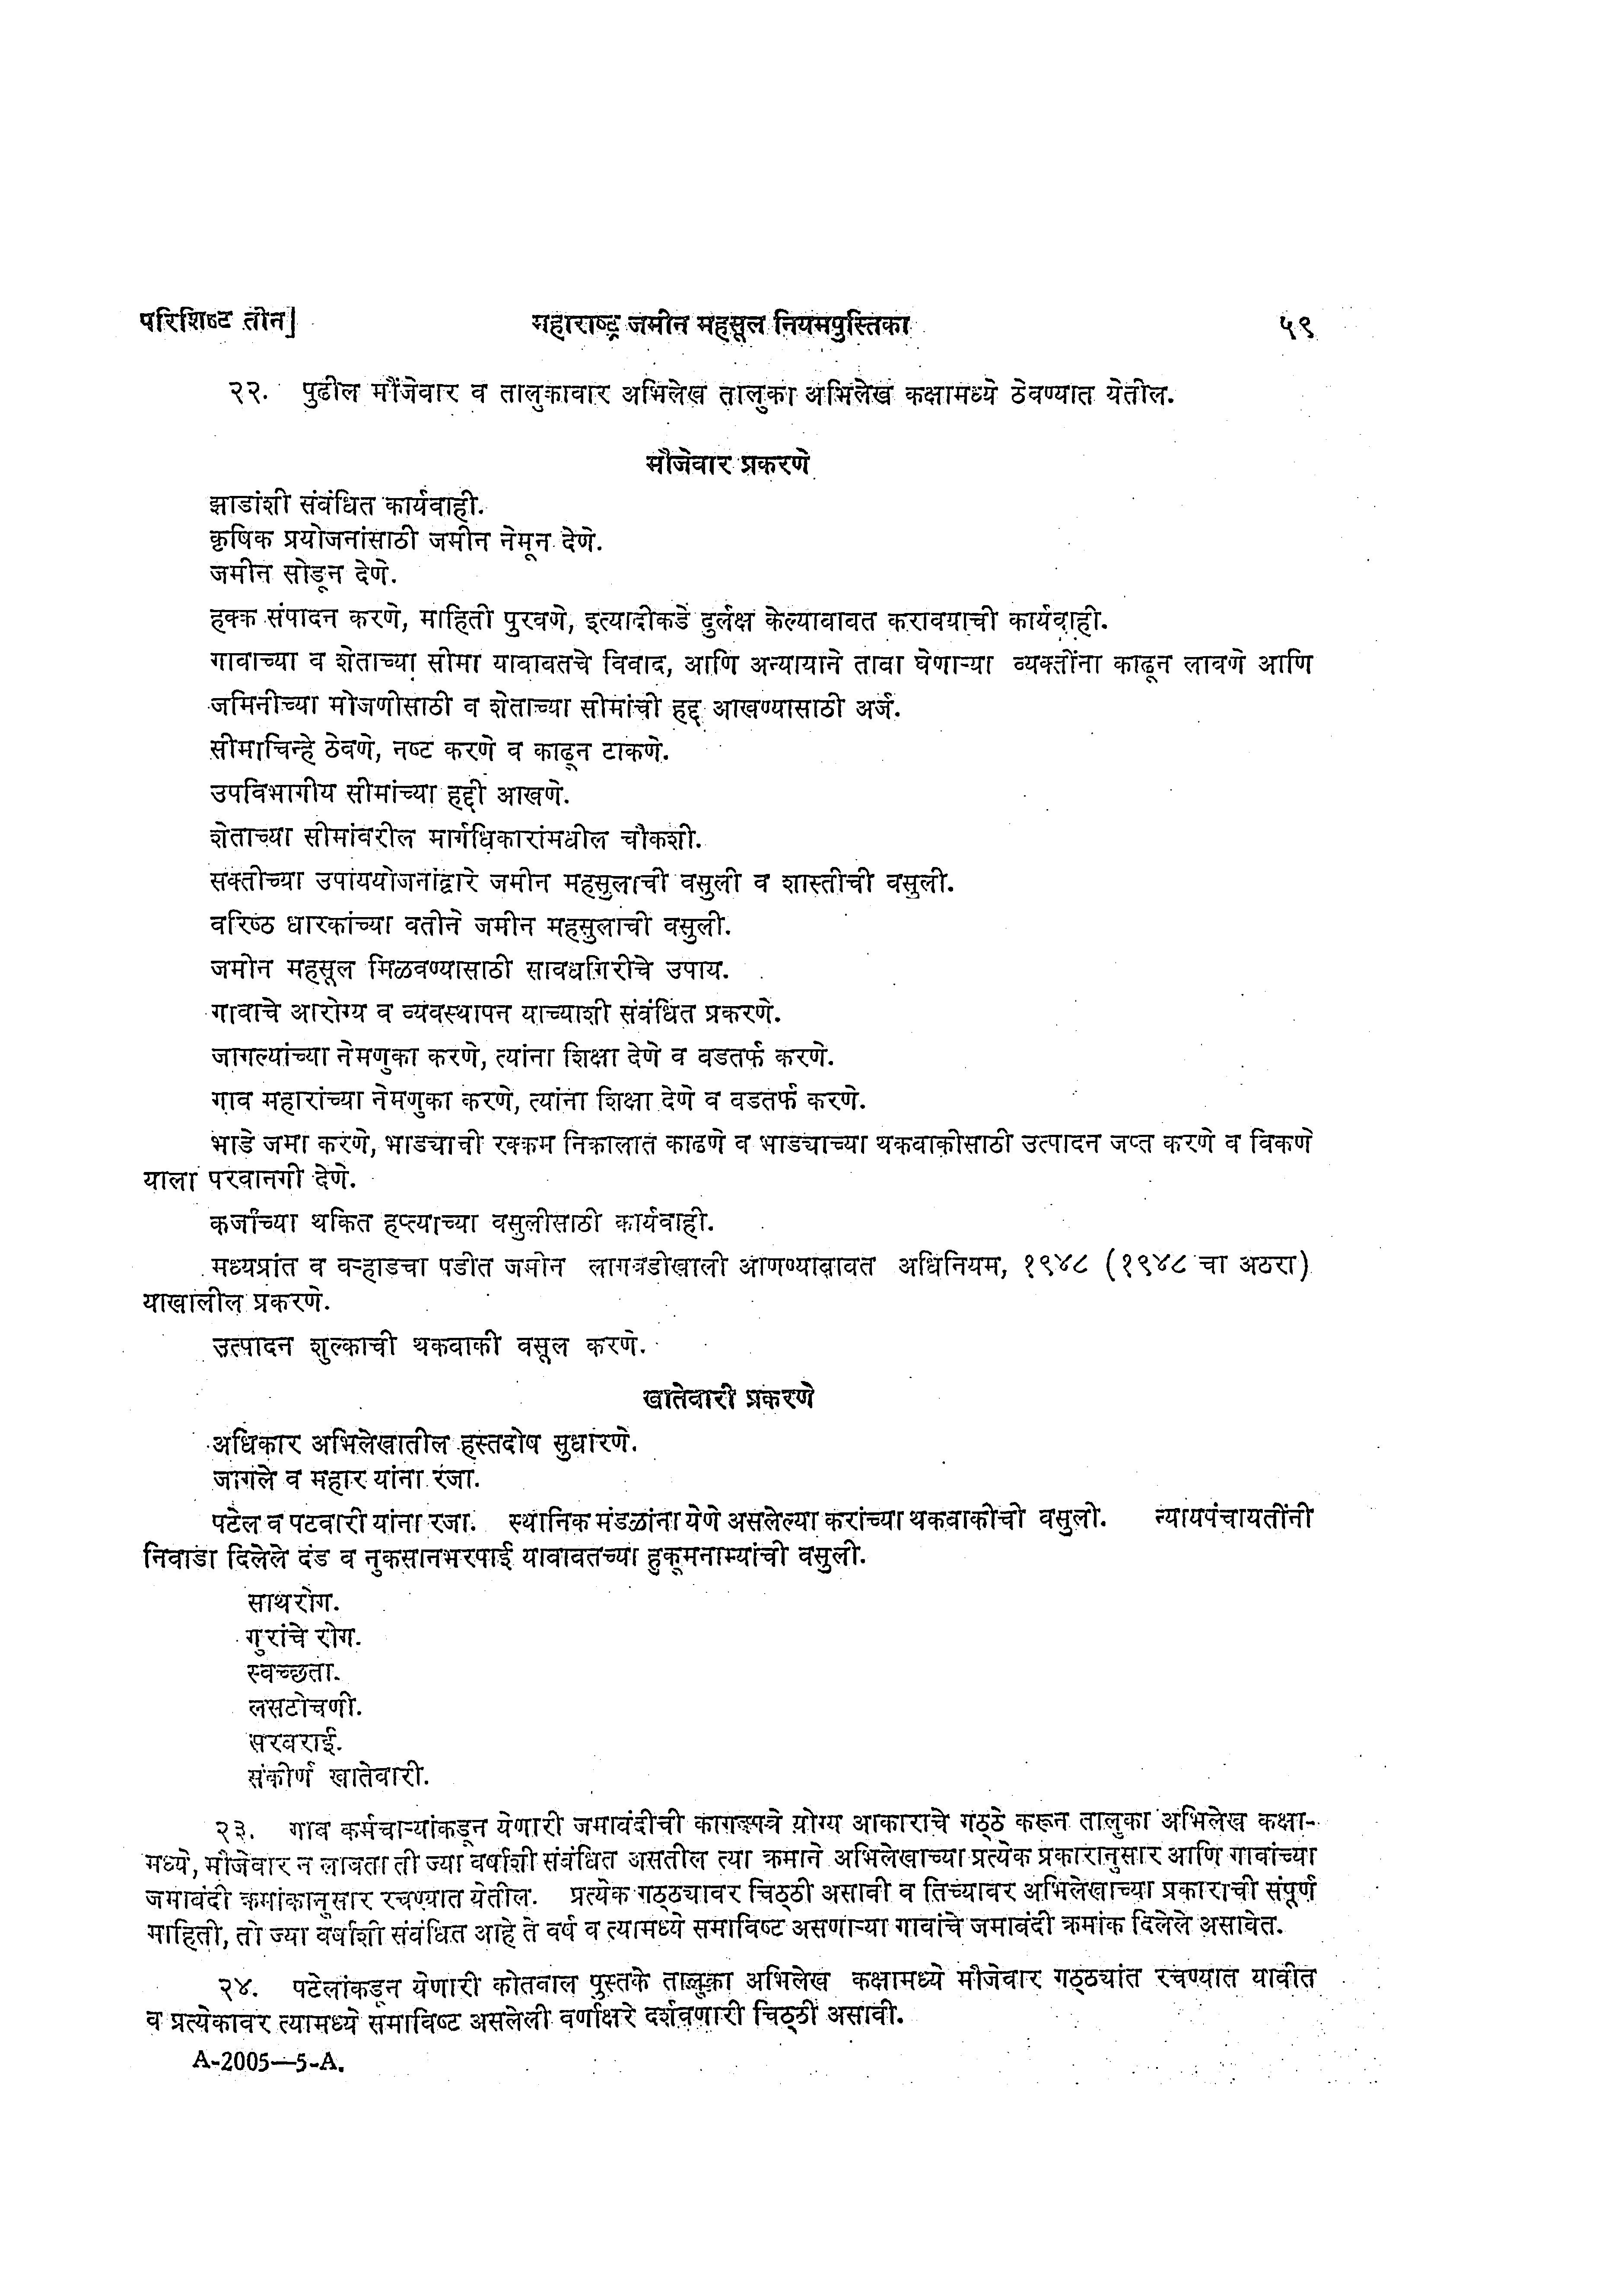 परिशिष्ट तीन]
महाराष्ट्र जमीन महसूल नियमपुस्तिका
५९
२२. पुढील मौजेवार व तालुकावार अभिलेख तालुका अभिलेख कक्षामध्ये ठेवण्यात येतील.
मौजेवार प्रकरणे
झाडांशी संबंधित कार्यवाही.
कृषिक प्रयोजनांसाठी जमीन नेमून देणे.
जमीन सोडून देणे.
हक्क संपादन करणे, माहिती पुरवणे, इत्यादीकडे दुर्लक्ष केल्याबाबत करावयाची कार्यवाही.
गावाच्या व शेताच्या सीमा याबाबतचे विवाद, आणि अन्यायाने ताबा घेणाऱ्या व्यक्तींना काढून लावणे आणि
जमिनीच्या मोजणीसाठी व शेताच्या सीमांची हद्द आखण्यासाठी अर्ज.
सीमाचिन्हे ठेवणे, नष्ट करणे व काढून टाकणे.
उपविभागीय सीमांच्या हद्दी आखणे.
शेताच्या सीमांवरील मार्गाधिकारांमधील चौकशी.
सक्तीच्या उपाययोजनांद्वारे जमीन महसुलाची वसुली व शास्तीची वसुली.
वरिष्ठ धारकांच्या वतीने जमीन महसुलाची वसुली.
जमीन महसूल मिळवण्यासाठी सावधगिरीचे उपाय.
गावाचे आरोग्य व व्यवस्थापन याच्याशी संबंधित प्रकरणे.
जागल्यांच्या नेमणुका करणे, त्यांना शिक्षा देणे व बडतर्फ करणे.
गाव महारांच्या नेमणुका करणे, त्यांना शिक्षा देणे व बडतर्फ करणे.
भाडे जमा करणे, भाड्याची रक्कम निकालात काढणे व भाड्याच्या थकबाकीसाठी उत्पादन जप्त करणे व विकणे
याला परवानगी देणे.
कर्जाच्या थकित हप्त्याच्या वसुलीसाठी कार्यवाही.
मध्यप्रांत व वऱ्हाडचा पडीत जमीन लागवडीखाली आणण्याबाबत अधिनियम, १९४८ (१९४८ चा अठरा)
याखालील प्रकरणे.
उत्पादन शुल्काची थकबाकी वसूल करणे.
खातेवारी प्रकरणे
अधिकार अभिलेखातील हस्तदोष सुधारणे.
जागले व महार यांना रजा.
पटेल व पटवारी यांना रजा. स्थानिक मंडळांना येणे असलेल्या करांच्या थकबाकीची वसुली. न्यायपंचायतींनी
निवाडा दिलेले दंड व नुकसानभरपाई याबाबतच्या हुकूमनाम्यांची वसुली.
साथरोग.
गुरांचे रोग.
स्वच्छता.
लसटोचणी.
सरबराई.
संकीर्ण खातेवारी.
२३. गाव कर्मचाऱ्यांकडून येणारी जमाबंदीची कागदपत्रे योग्य आकाराचे गठ्ठे करून तालुका अभिलेख कक्षा-
मध्ये, मौजेवार न लावता ती ज्या वर्षाशी संबंधित असतील त्या क्रमाने अभिलेखाच्या प्रत्येक प्रकारानुसार आणि गावांच्या
जमाबंदी क्रमांकानुसार रचण्यात येतील. प्रत्येक गठ्ठ्यावर चिठ्ठी असावी व तिच्यावर अभिलेखाच्या प्रकाराची संपूर्ण
माहिती, तो ज्या वर्षाशी संबंधित आहे ते वर्ष व त्यामध्ये समाविष्ट असणाऱ्या गावांचे जमाबंदी क्रमांक दिलेले असावेत.
२४. पटेलांकडून येणारी कोतवाल पुस्तके तालुका अभिलेख कक्षामध्ये मौजेवार गठ्ठ्यांत रचण्यात यावीत
व प्रत्येकावर त्यामध्ये समाविष्ट असलेली वर्णाक्षरे दर्शवणारी चिठ्ठी असावी.
A-2005—5-A.